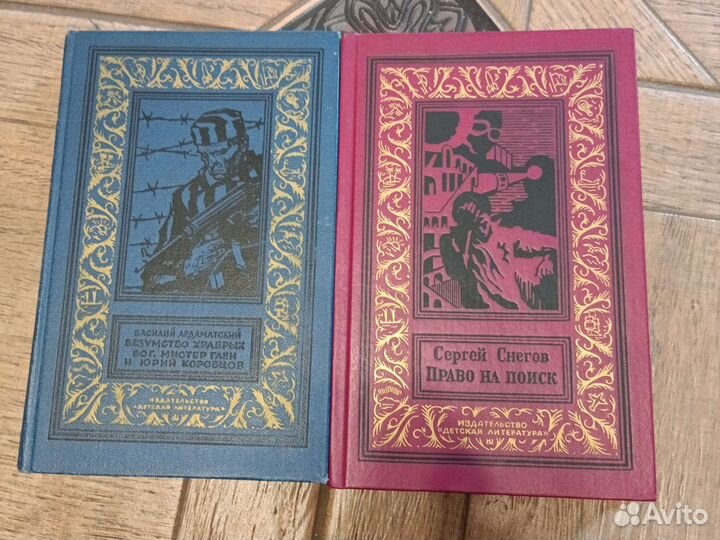 ВАСИЛИЙ АРДАМАТСКИЙ
БЕЗУМСТВО ХРАБРЫХ
БОГ, МИСТЕР ГЛЕН
И ЮРИЙ КОРОБЦОВ
ИЗДАТЕЛЬСТВО
«ДЕТСКАЯ ЛИТЕРАТУРА»
Сергей Снегов
ПРАВО НА ПОИСК
ИЗДАТЕЛЬСТВО
«ДЕТСКАЯ ЛИТЕРАТУРА»
Avito